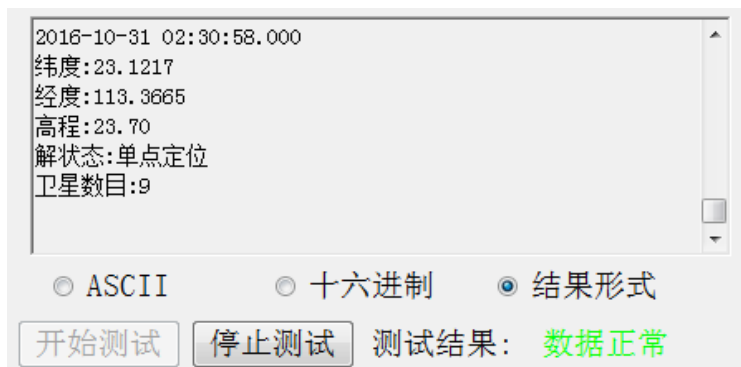 2016-10-31 02:30:58.000
纬度:23.1217
经度:113.3665
高程:23.70
解状态:单点定位
卫星数目:9
ASCII 十六进制 结果形式
开始测试 停止测试 测试结果: 数据正常